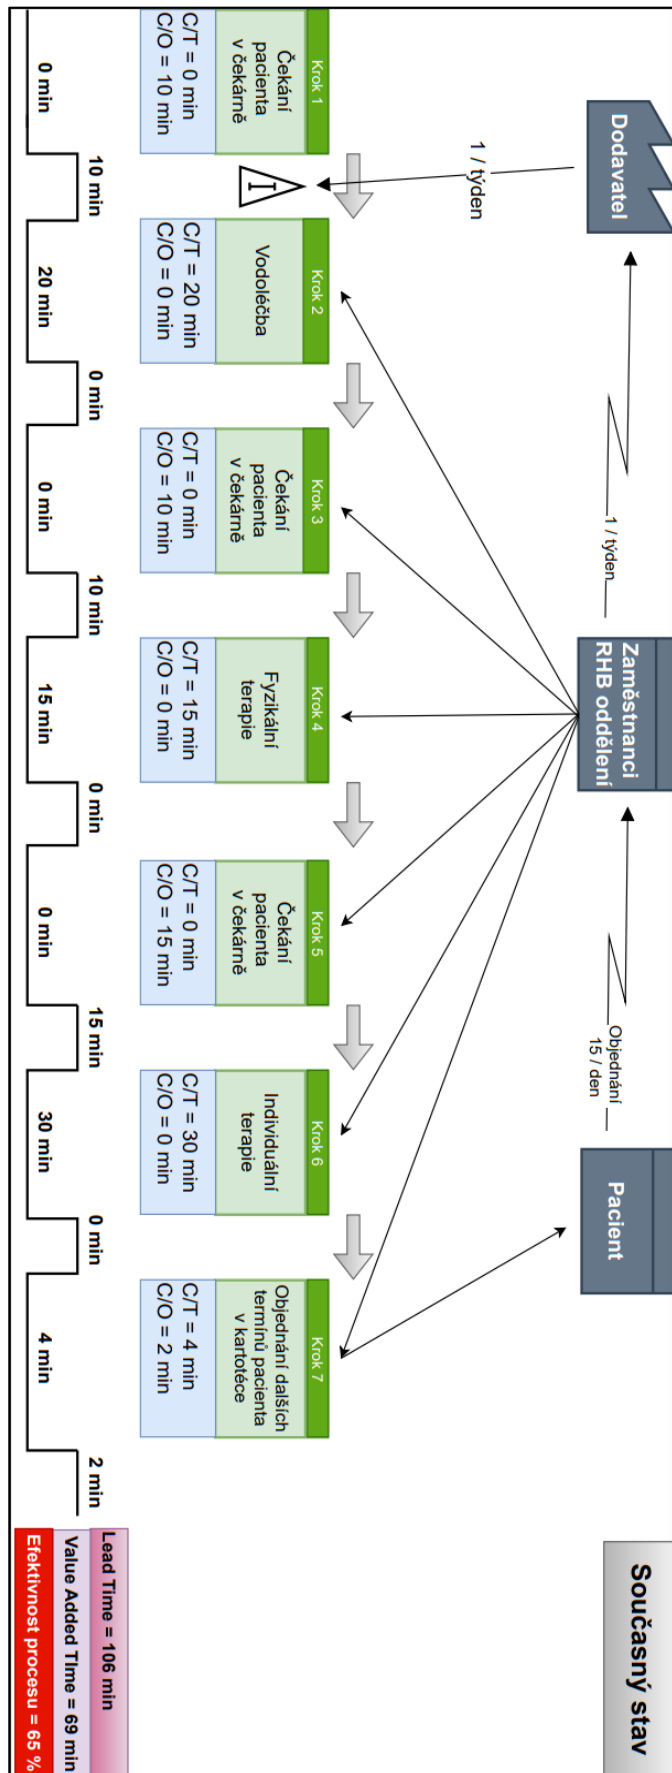 Současný stav
Dodavatel
1 / týden
Zaměstnanci
RHB oddělení
Objednání
15 / den
Pacient
1 / týden
Krok 1
Čekání
pacienta
v čekárně
C/T = 0 min
C/O = 10 min
I
Krok 2
Vodoléčba
C/T = 20 min
C/O = 0 min
Krok 3
Čekání
pacienta
v čekárně
C/T = 0 min
C/O = 10 min
Krok 4
Fyzikální
terapie
C/T = 15 min
C/O = 0 min
Krok 5
Čekání
pacienta
v čekárně
C/T = 0 min
C/O = 15 min
Krok 6
Individuální
terapie
C/T = 30 min
C/O = 0 min
Krok 7
Objednání dalších
termínů pacienta
v kartotéce
C/T = 4 min
C/O = 2 min
0 min
10 min
20 min
0 min
0 min
10 min
15 min
0 min
0 min
15 min
30 min
0 min
4 min
2 min
Lead Time = 106 min
Value Added TIme = 69 min
Efektivnost procesu = 65 %